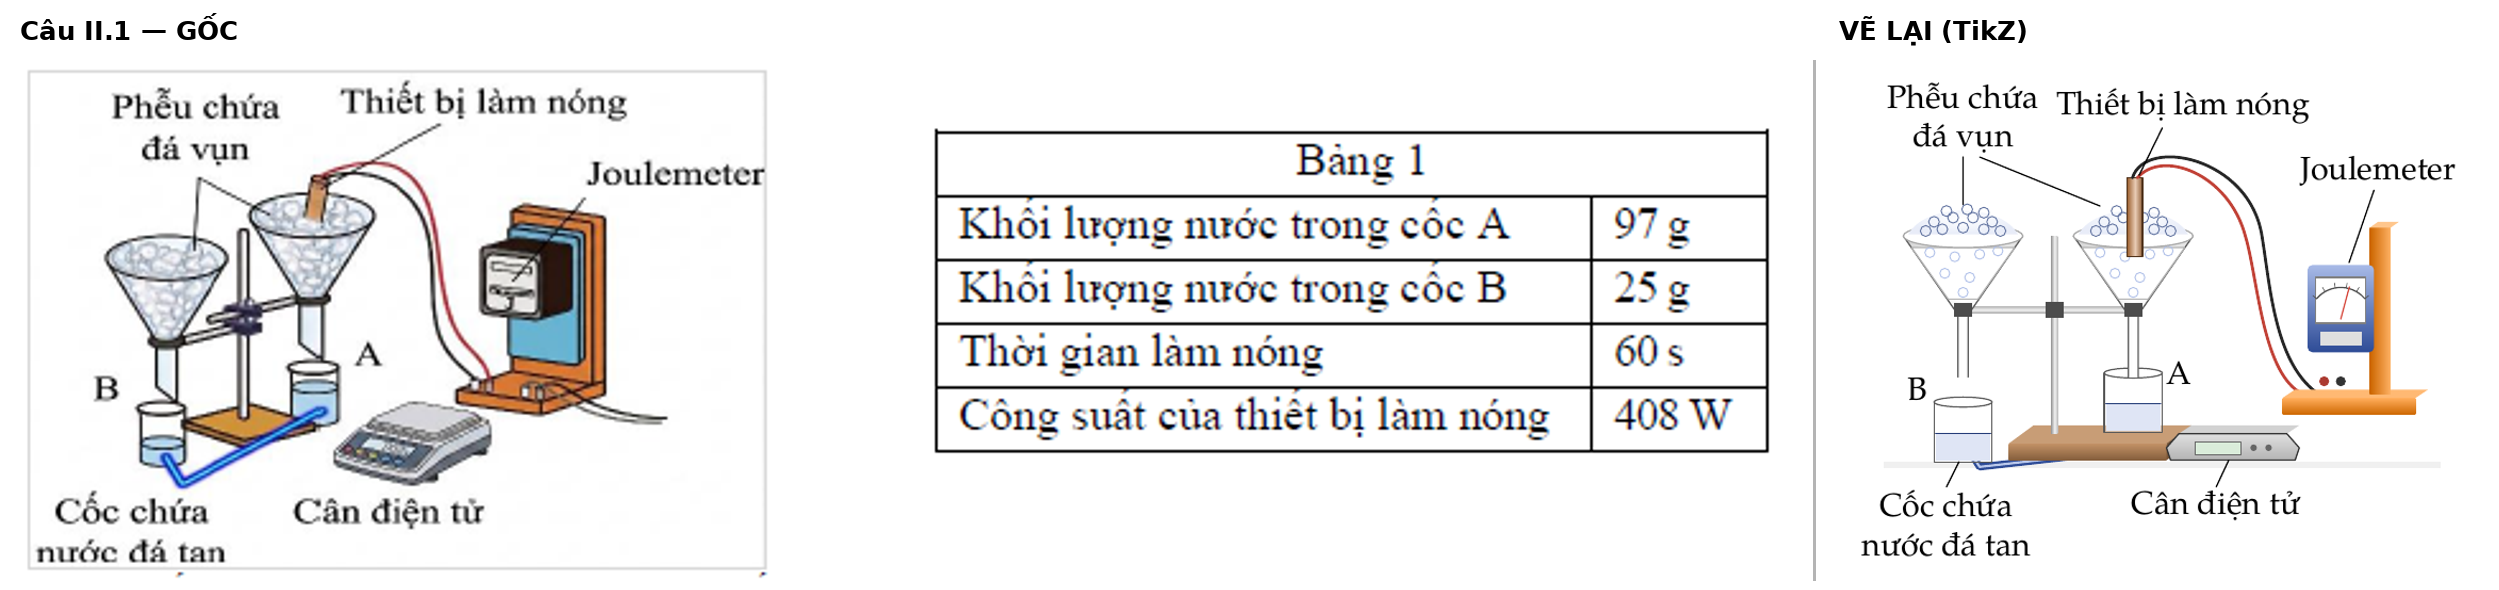 Câu II.1 — GỐC
Phễu chứa
đá vụn
Thiết bị làm nóng
Joulemeter
A
B
Cốc chứa
nước đá tan
Cân điện tử
Bảng 1
Khối lượng nước trong cốc A 97 g
Khối lượng nước trong cốc B 25 g
Thời gian làm nóng 60 s
Công suất của thiết bị làm nóng 408 W
VẼ LẠI (TikZ)
Phễu chứa
đá vụn
Thiết bị làm nóng
Joulemeter
A
B
Cốc chứa
nước đá tan
Cân điện tử